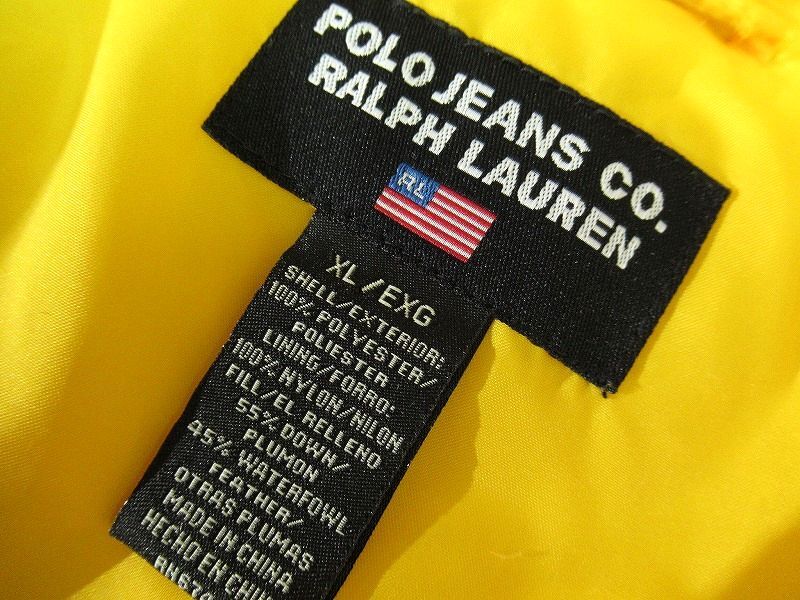 POLO JEANS CO.
RALPH LAUREN
RL
XL/EXG
SHELL/EXTERIOR:
100% POLYESTER/
POLIESTER
LINING/FORRO:
100% NYLON/NILON
FILL/EL RELLENO
55% DOWN/
PLUMON
45% WATERFOWL
FEATHER/
OTRAS PLUMAS
MADE IN CHINA
HECHO EN